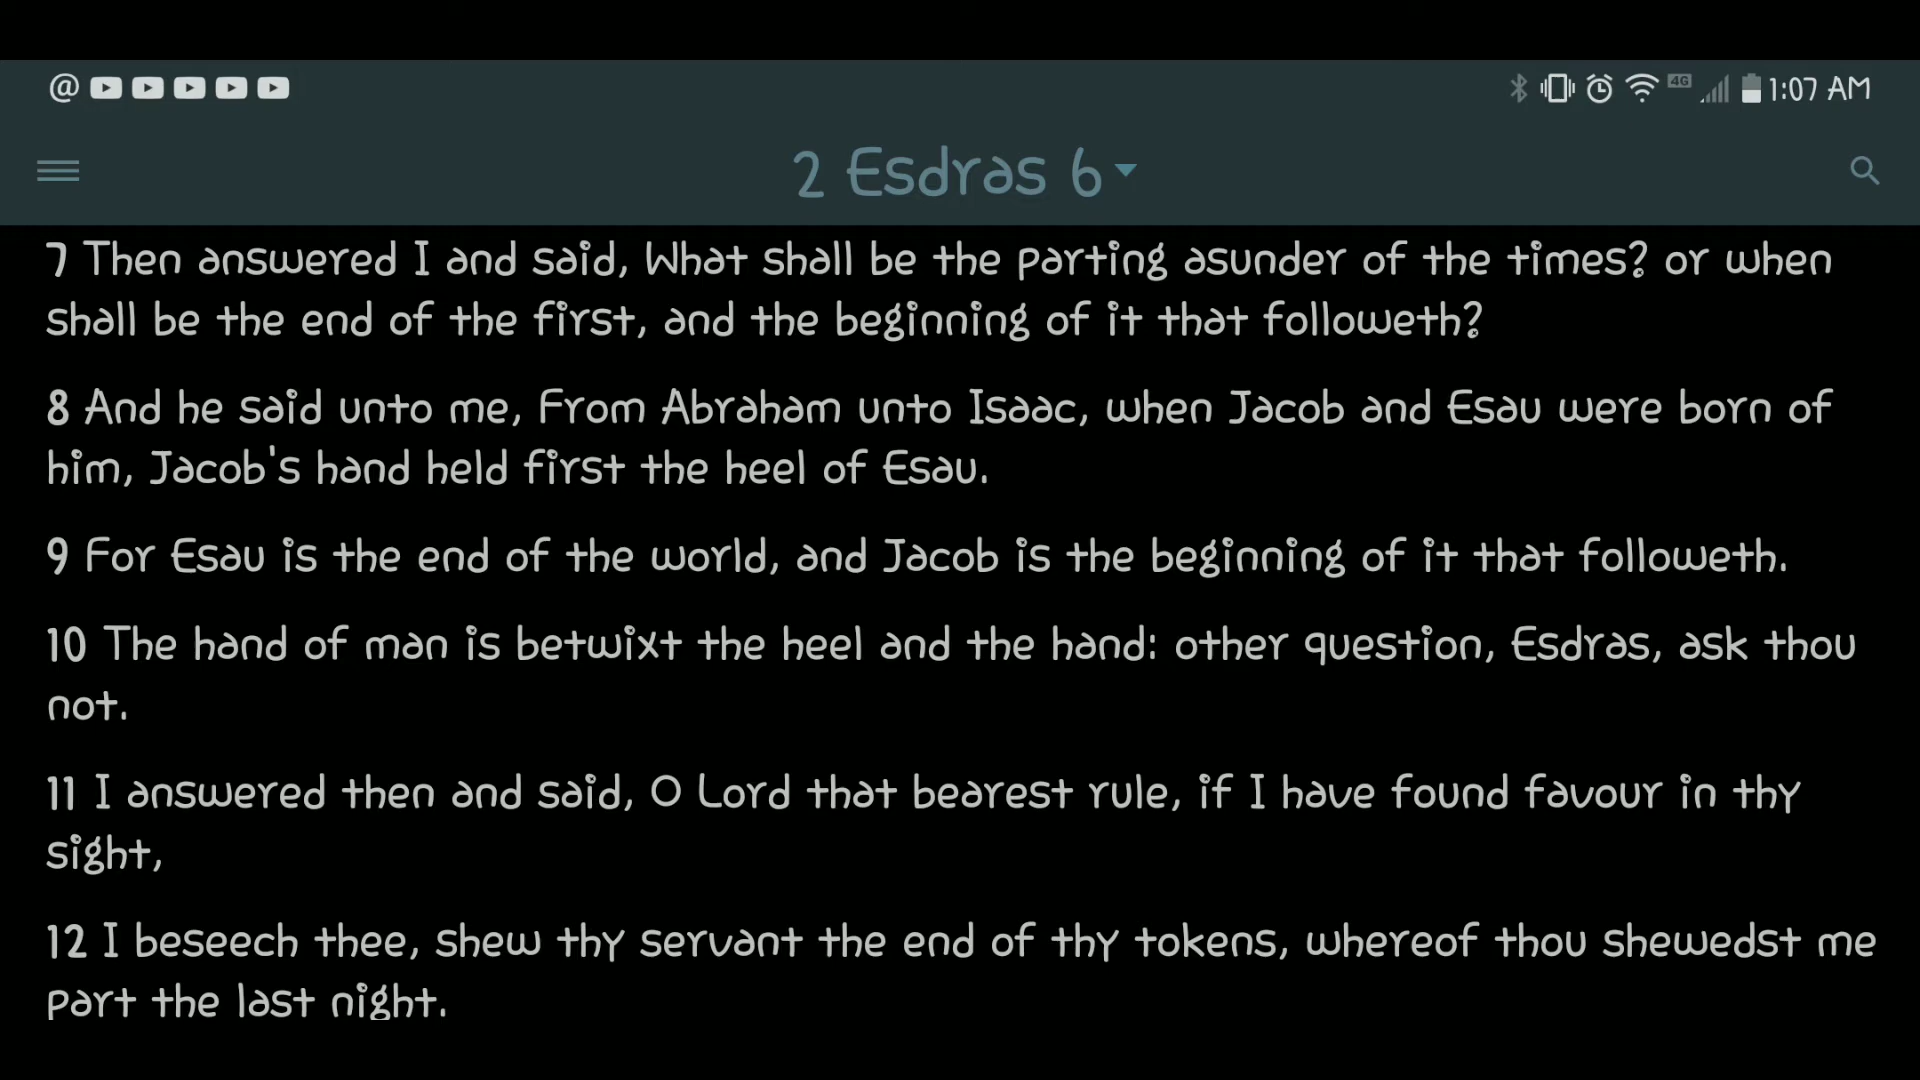 @ 4G 1:07 AM
2 Esdras 6
7 Then answered I and said, What shall be the parting asunder of the times? or when
shall be the end of the first, and the beginning of it that followeth?
8 And he said unto me, From Abraham unto Isaac, when Jacob and Esau were born of
him, Jacob's hand held first the heel of Esau.
9 For Esau is the end of the world, and Jacob is the beginning of it that followeth.
10 The hand of man is betwixt the heel and the hand: other question, Esdras, ask thou
not.
11 I answered then and said, O Lord that bearest rule, if I have found favour in thy
sight,
12 I beseech thee, shew thy servant the end of thy tokens, whereof thou shewedst me
part the last night.